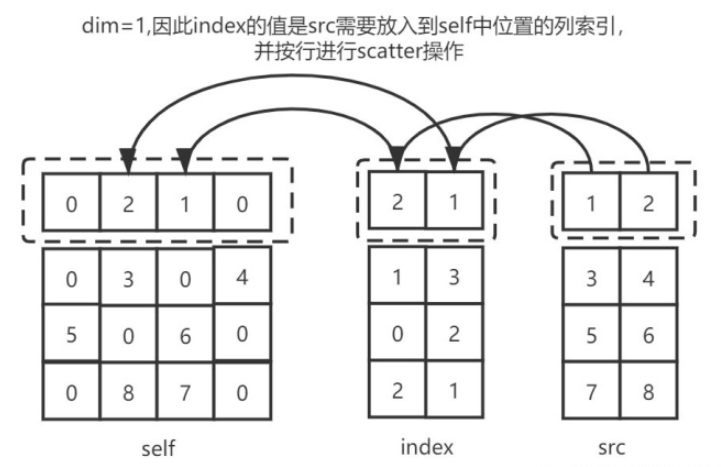 dim=1,因此index的值是src需要放入到self中位置的列索引，
并按行进行scatter操作
0 2 1 0 2 1 1 2
0 3 0 4 1 3 3 4
5 0 6 0 0 2 5 6
0 8 7 0 2 1 7 8
self index src